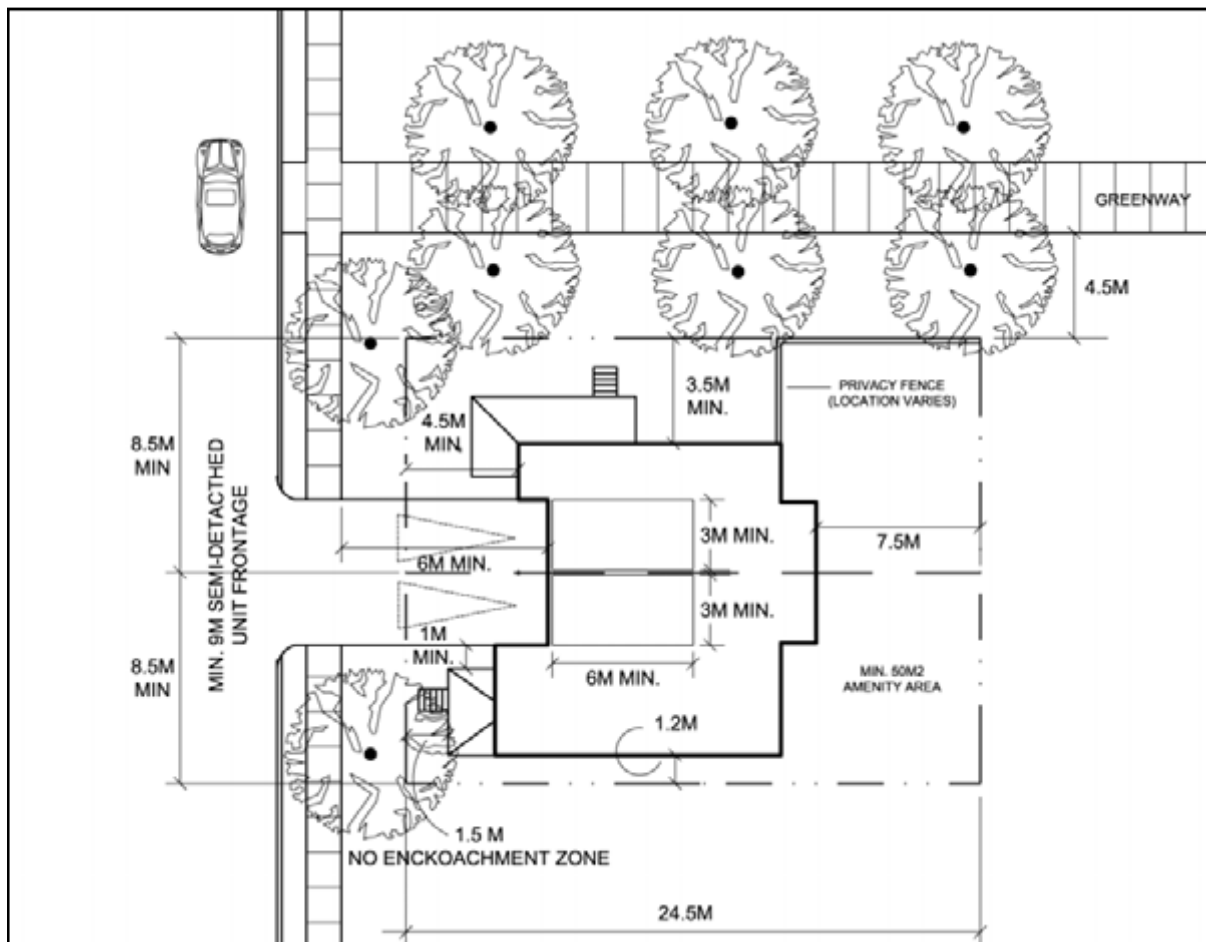 GREENWAY
4.5M
PRIVACY FENCE
(LOCATION VARIES)
3.5M
MIN.
4.5M
MIN.
8.5M
MIN
MIN. 9M SEMI-DETACTHED
UNIT FRONTAGE
3M MIN.
7.5M
6M MIN.
3M MIN.
1M
MIN.
8.5M
MIN
6M MIN.
MIN. 50M2
AMENITY AREA
1.2M
1.5 M
NO ENCKOACHMENT ZONE
24.5M